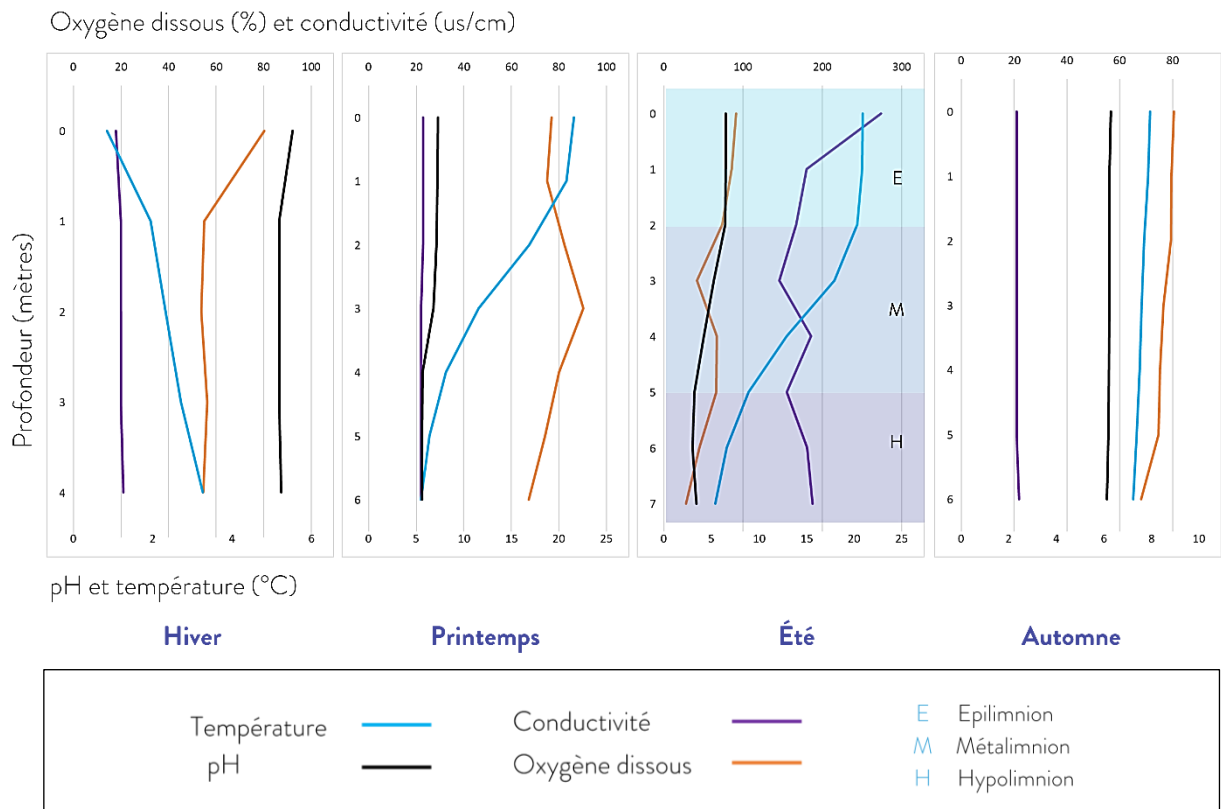 Oxygène dissous (%) et conductivité (us/cm)
0 20 40 60 80 100
0 20 40 60 80 100
0 100 200 300
0 20 40 60 80
Profondeur (mètres)
0
1
2
3
4
0
1
2
3
4
5
6
0
1
2
3
4
5
6
7
E
M
H
0
1
2
3
4
5
6
0 2 4 6
0 5 10 15 20 25
0 5 10 15 20 25
0 2 4 6 8 10
pH et température (°C)
Hiver Printemps Été Automne
Température Conductivité E Epilimnion
pH Oxygène dissous M Métalimnion
H Hypolimnion